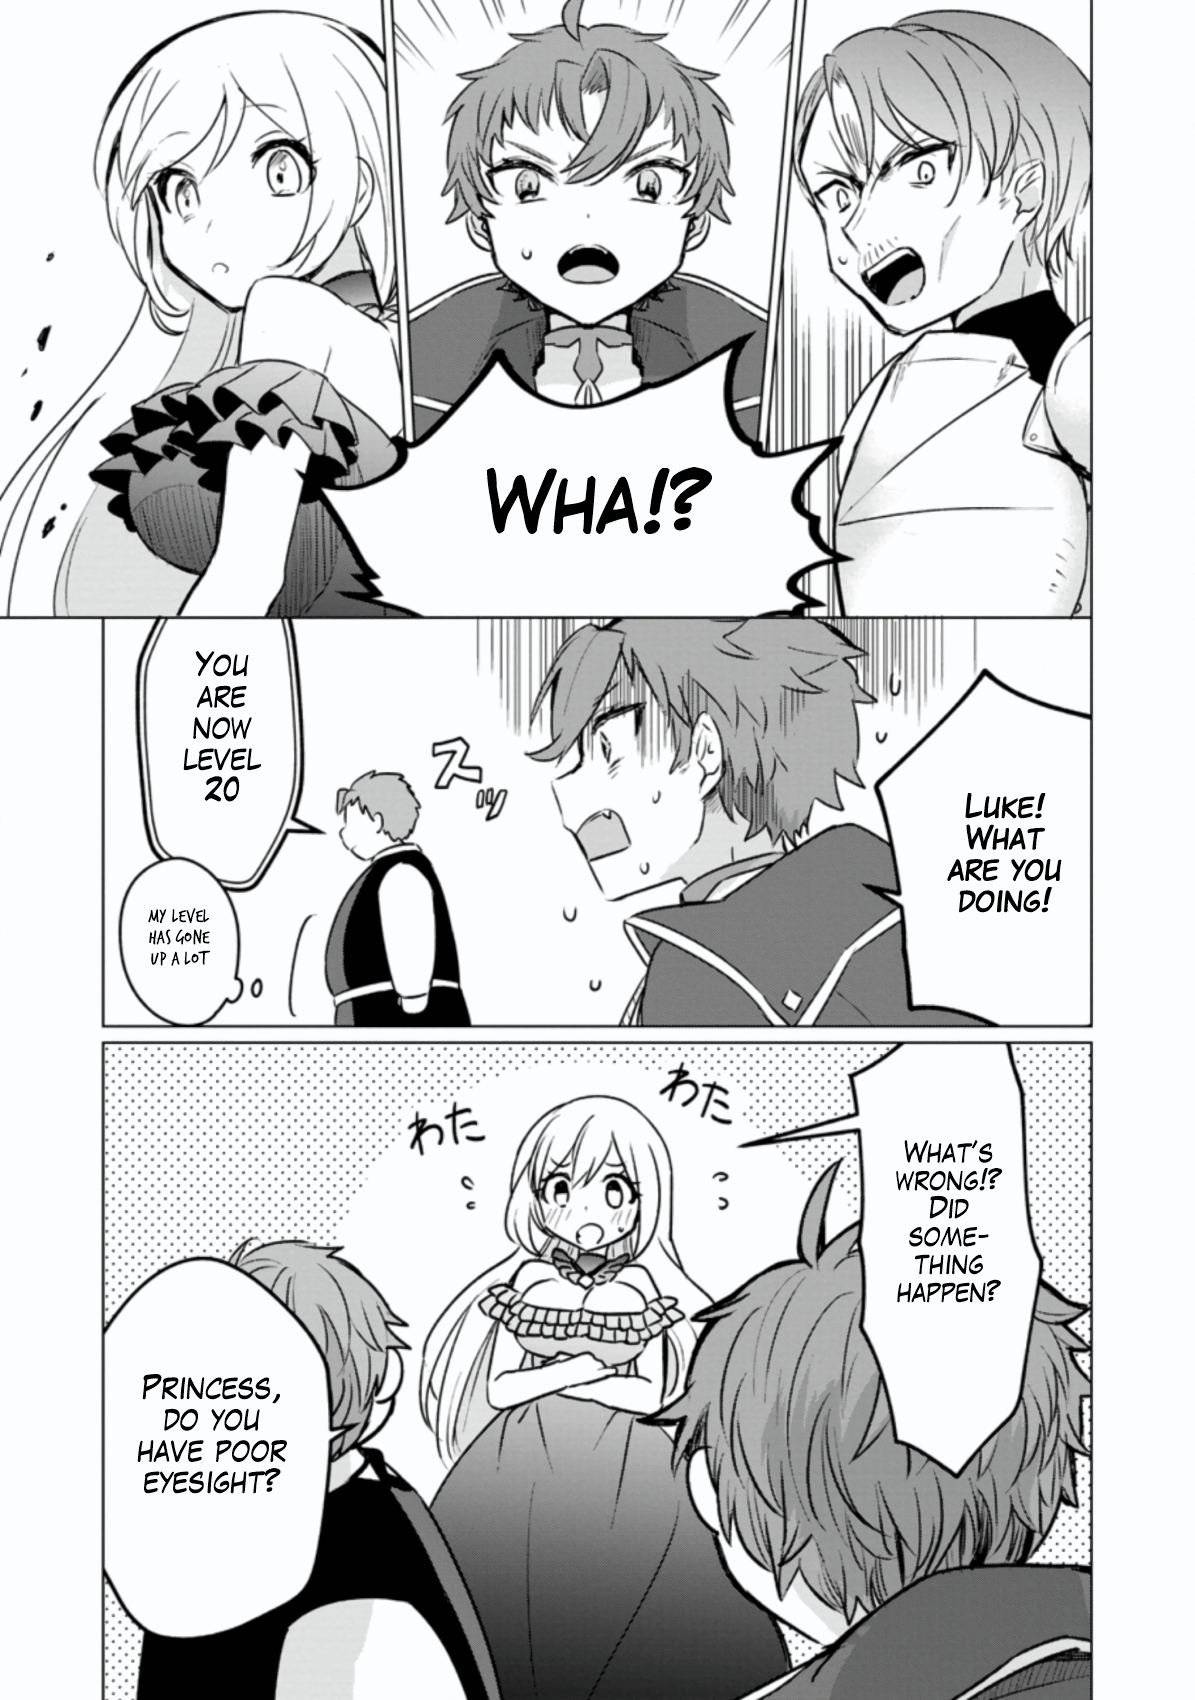 WHA!?
LUKE!
WHAT
ARE YOU
DOING!
スッ
YOU
ARE
NOW
LEVEL
20
MY LEVEL
HAS GONE
UP A LOT
WHAT'S
WRONG!?
DID
SOME-
THING
HAPPEN?
わた
わた
PRINCESS,
DO YOU
HAVE POOR
EYESIGHT?